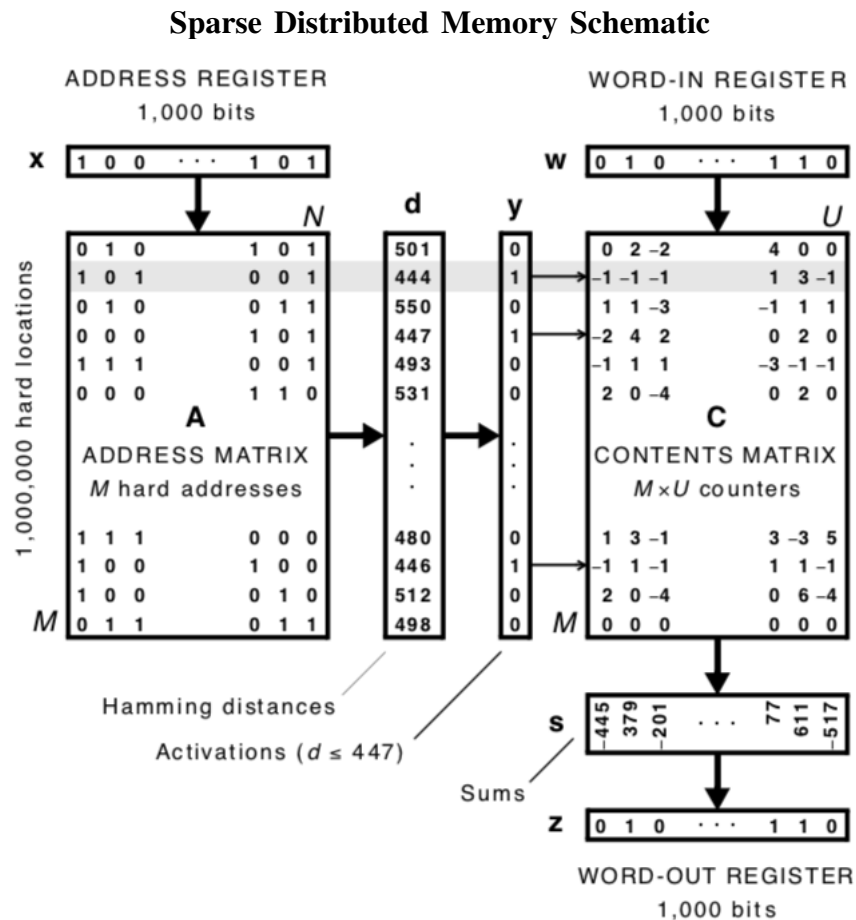 Sparse Distributed Memory Schematic
ADDRESS REGISTER
1,000 bits
WORD-IN REGISTER
1,000 bits
x 1 0 0 · · · 1 0 1
w 0 1 0 · · · 1 1 0
N d y U
0 1 0 1 0 1 501 0 0 2 −2 4 0 0
1 0 1 0 0 1 444 1 −1 −1 −1 1 3 −1
0 1 0 0 1 1 550 0 1 1 −3 −1 1 1
0 0 0 1 0 1 447 1 −2 4 2 0 2 0
1 1 1 0 0 1 493 0 −1 1 1 −3 −1 −1
0 0 0 1 1 0 531 0 2 0 −4 0 2 0
1,000,000 hard locations
A
ADDRESS MATRIX
M hard addresses
· · ·
· · ·
C
CONTENTS MATRIX
M×U counters
1 1 1 0 0 0 480 0 1 3 −1 3 −3 5
1 0 0 1 0 0 446 1 −1 1 −1 1 1 −1
1 0 0 0 1 0 512 0 2 0 −4 0 6 −4
M 0 1 1 0 1 1 498 0 M 0 0 0 0 0 0
Hamming distances
Activations (d ≤ 447)
s −445 379 −201 · · · 77 611 −517
Sums
z 0 1 0 · · · 1 1 0
WORD-OUT REGISTER
1,000 bits